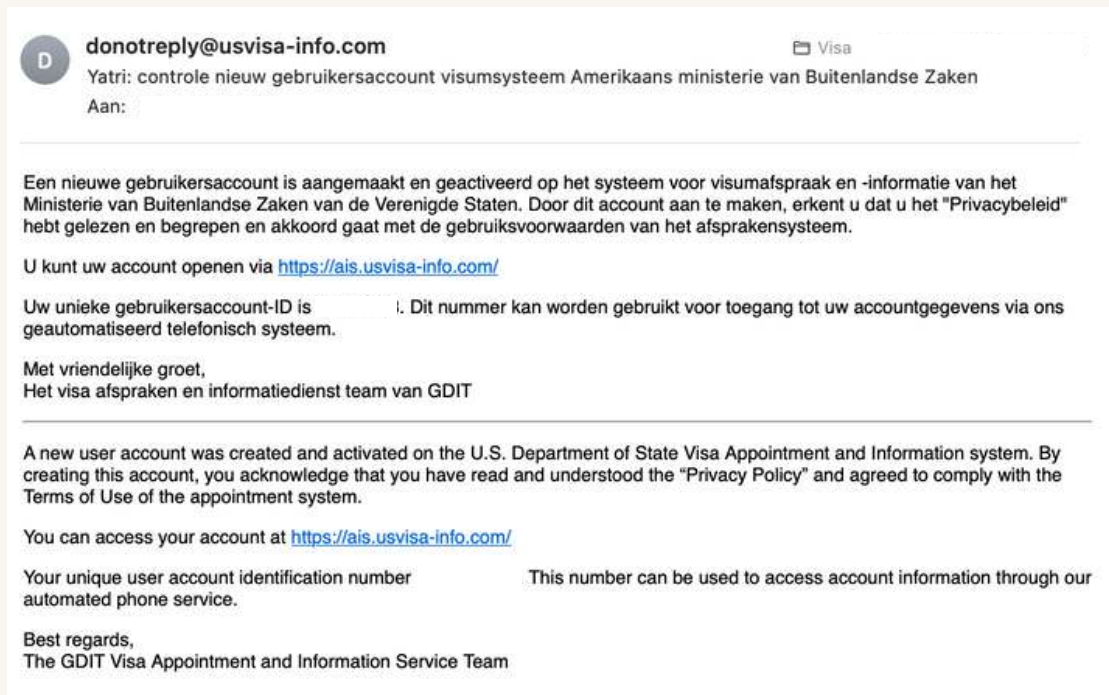 D
donotreply@usvisa-info.com
Visa
Yatri: controle nieuw gebruikersaccount visumsysteem Amerikaans ministerie van Buitenlandse Zaken
Aan:
Een nieuwe gebruikersaccount is aangemaakt en geactiveerd op het systeem voor visumafspraak en -informatie van het
Ministerie van Buitenlandse Zaken van de Verenigde Staten. Door dit account aan te maken, erkent u dat u het "Privacybeleid"
hebt gelezen en begrepen en akkoord gaat met de gebruiksvoorwaarden van het afsprakensysteem.
U kunt uw account openen via https://ais.usvisa-info.com/
Uw unieke gebruikersaccount-ID is . Dit nummer kan worden gebruikt voor toegang tot uw accountgegevens via ons
geautomatiseerd telefonisch systeem.
Met vriendelijke groet,
Het visa afspraken en informatiedienst team van GDIT
A new user account was created and activated on the U.S. Department of State Visa Appointment and Information system. By
creating this account, you acknowledge that you have read and understood the “Privacy Policy” and agreed to comply with the
Terms of Use of the appointment system.
You can access your account at https://ais.usvisa-info.com/
Your unique user account identification number This number can be used to access account information through our
automated phone service.
Best regards,
The GDIT Visa Appointment and Information Service Team